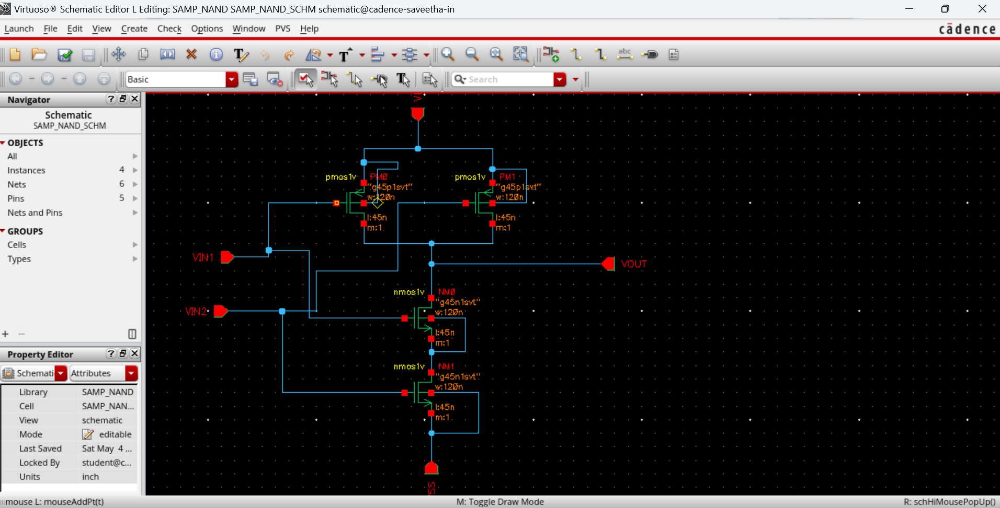 Virtuoso® Schematic Editor L Editing: SAMP_NAND SAMP_NAND_SCHM schematic@cadence-saveetha-in
Launch File Edit View Create Check Options Window PVS Help
cādence
abc
Basic
Search
Navigator
Schematic
SAMP_NAND_SCHM
OBJECTS
All
Instances 4
Nets 6
Pins 5
Nets and Pins
GROUPS
Cells
Types
Property Editor
Schemati Attributes
Library SAMP_NAND
Cell SAMP_NAN...
View schematic
Mode editable
Last Saved Sat May 4 ...
Locked By student@c...
Units inch
pmos1v PM0
"g45p1svt"
w:120n
l:45n
m:1
pmos1v PM1
"g45p1svt"
w:120n
l:45n
m:1
VIN1
VOUT
VIN2
nmos1v NM0
"g45n1svt"
w:120n
l:45n
m:1
nmos1v NM1
"g45n1svt"
w:120n
l:45n
m:1
SS
mouse L: mouseAddPt(t) M: Toggle Draw Mode R: schHiMousePopUp()